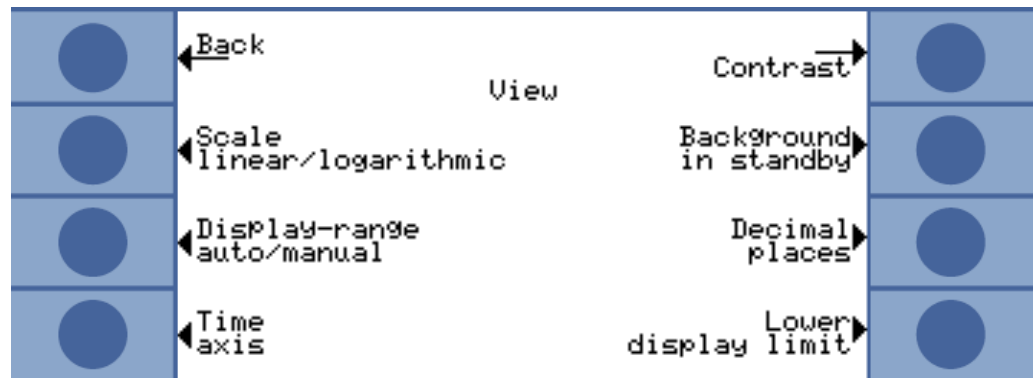 Back
Contrast
View
Scale
linear/logarithmic
Background
in standby
Display-range
auto/manual
Decimal
places
Time
axis
Lower
display limit